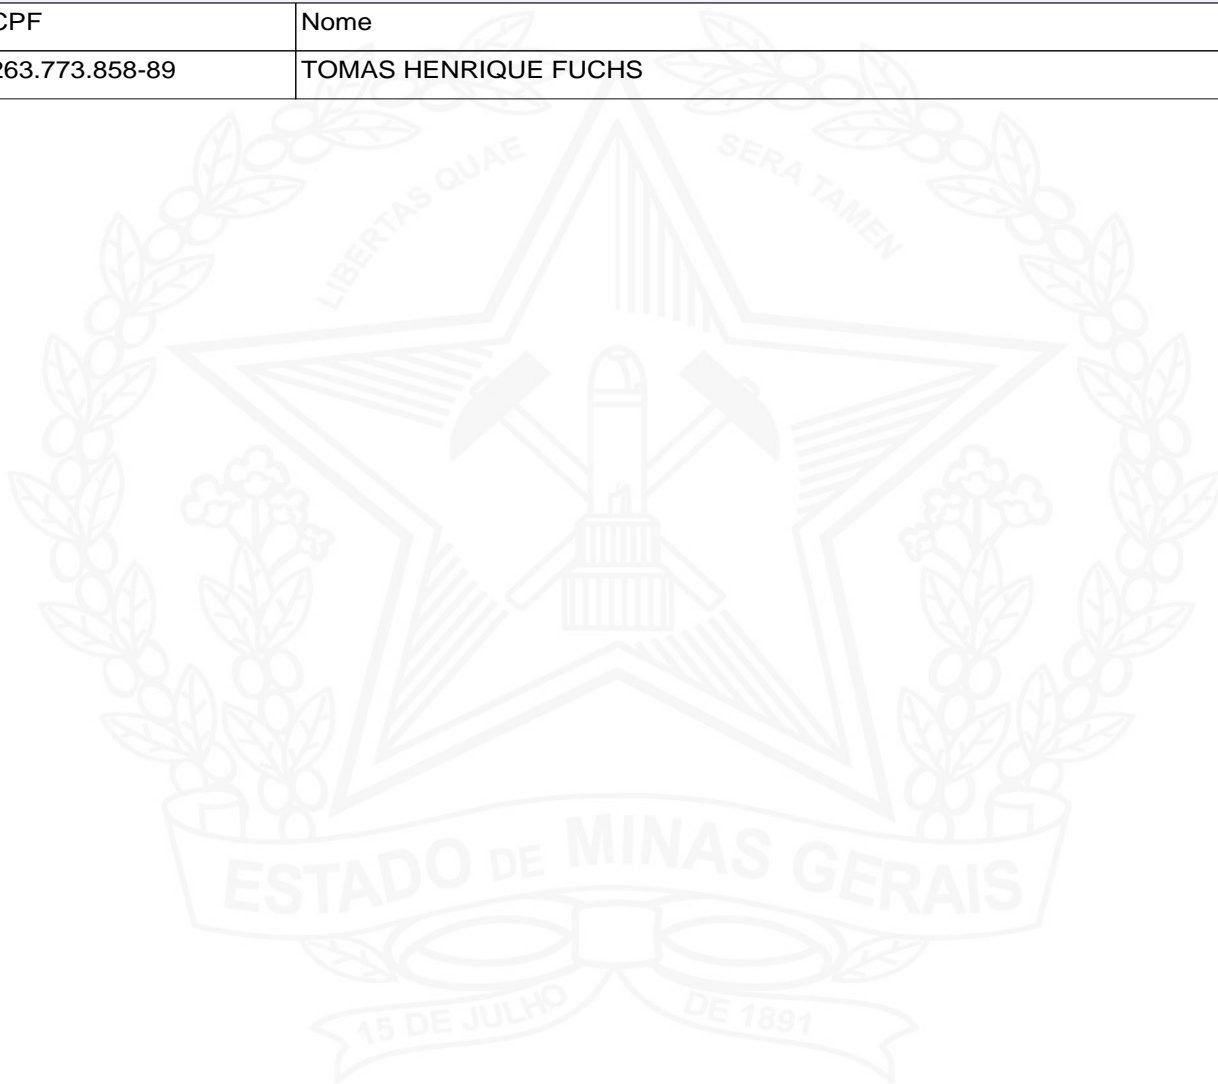 CPF Nome
263.773.858-89 TOMAS HENRIQUE FUCHS
LIBERTAS QUAE SERA TAMEN
ESTADO DE MINAS GERAIS
15 DE JULHO DE 1891